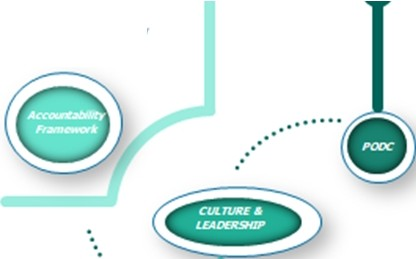 Accountability
Framework
PODC
CULTURE &
LEADERSHIP